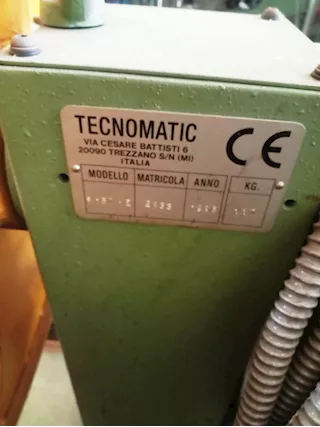 TECNOMATIC
VIA CESARE BATTISTI 6
20090 TREZZANO S/N (MI)
ITALIA
CE
MODELLO MATRICOLA ANNO KG.